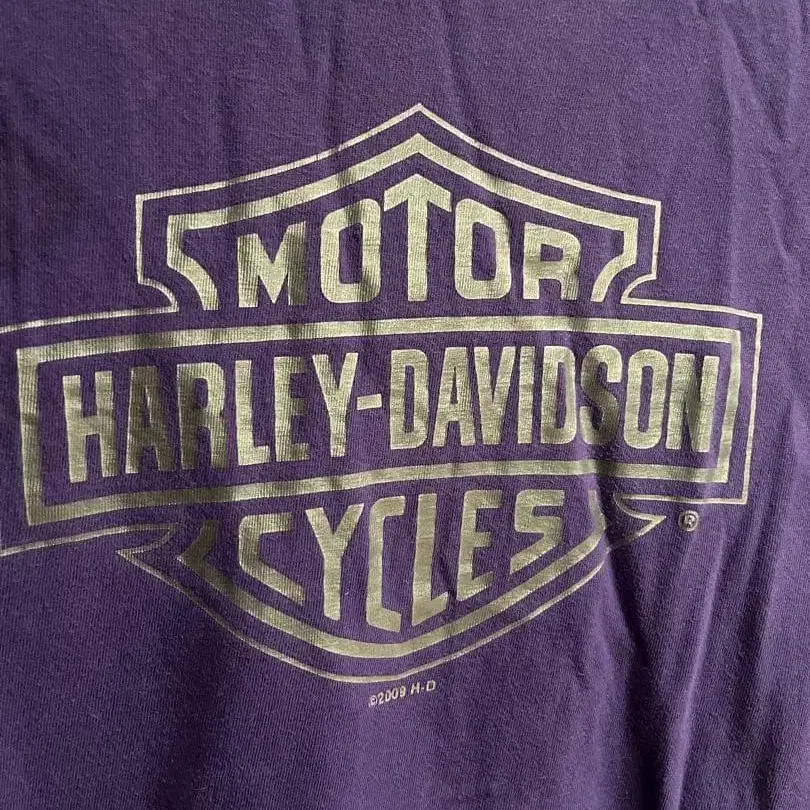 MOTOR
HARLEY-DAVIDSON
®
CYCLES
©2009 H-D